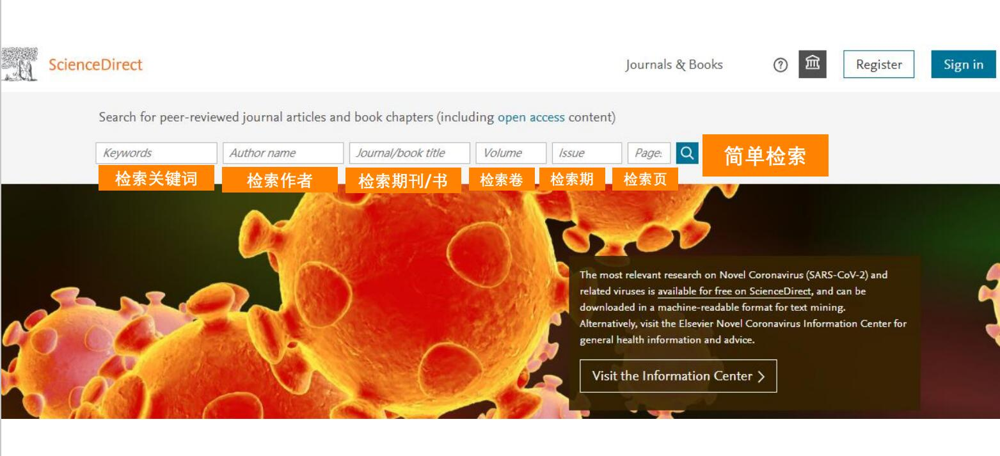 ScienceDirect
Journals & Books
?
Register
Sign in
Search for peer-reviewed journal articles and book chapters (including open access content)
Keywords
Author name
Journal/book title
Volume
Issue
Page
简单检索
检索关键词
检索作者
检索期刊/书
检索卷
检索期
检索页
The most relevant research on Novel Coronavirus (SARS-CoV-2) and
related viruses is available for free on ScienceDirect, and can be
downloaded in a machine-readable format for text mining.
Alternatively, visit the Elsevier Novel Coronavirus Information Center for
general health information and advice.
Visit the Information Center